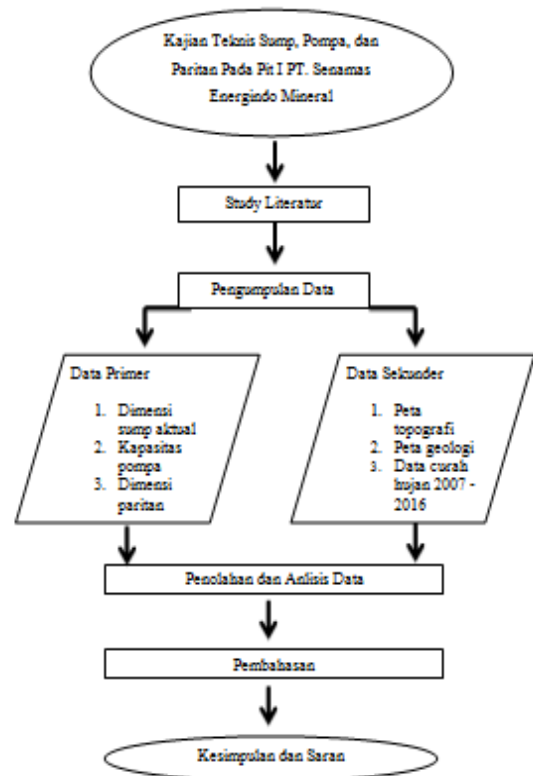 Kajian Teknis Sump, Pompa, dan
Paritan Pada Pit I PT. Senamas
Energindo Mineral
Study Literatur
Pengumpulan Data
Data Primer
1. Dimensi
sump aktual
2. Kapasitas
pompa
3. Dimensi
paritan
Data Sekunder
1. Peta
topografi
2. Peta geologi
3. Data curah
hujan 2007 -
2016
Penolahan dan Anlisis Data
Pembahasan
Kesimpulan dan Saran